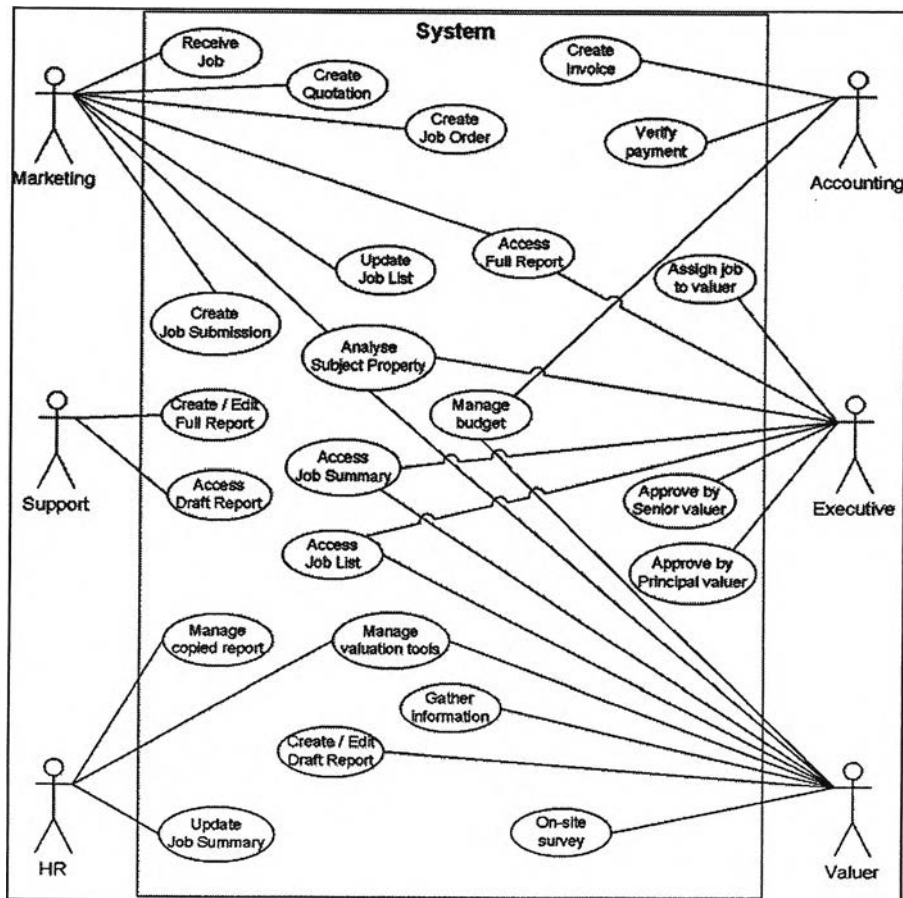 System
Receive
Job
Create
Quotation
Create
Job Order
Create
Invoice
Verify
payment
Marketing
Accounting
Access
Full Report
Update
Job List
Assign job
to valuer
Create
Job Submission
Analyse
Subject Property
Manage
budget
Create / Edit
Full Report
Access
Draft Report
Support
Access
Job Summary
Access
Job List
Approve by
Senior valuer
Executive
Approve by
Principal valuer
Manage
copied report
Manage
valuation tools
Gather
Information
Create / Edit
Draft Report
Update
Job Summary
On-site
survey
HR
Valuer